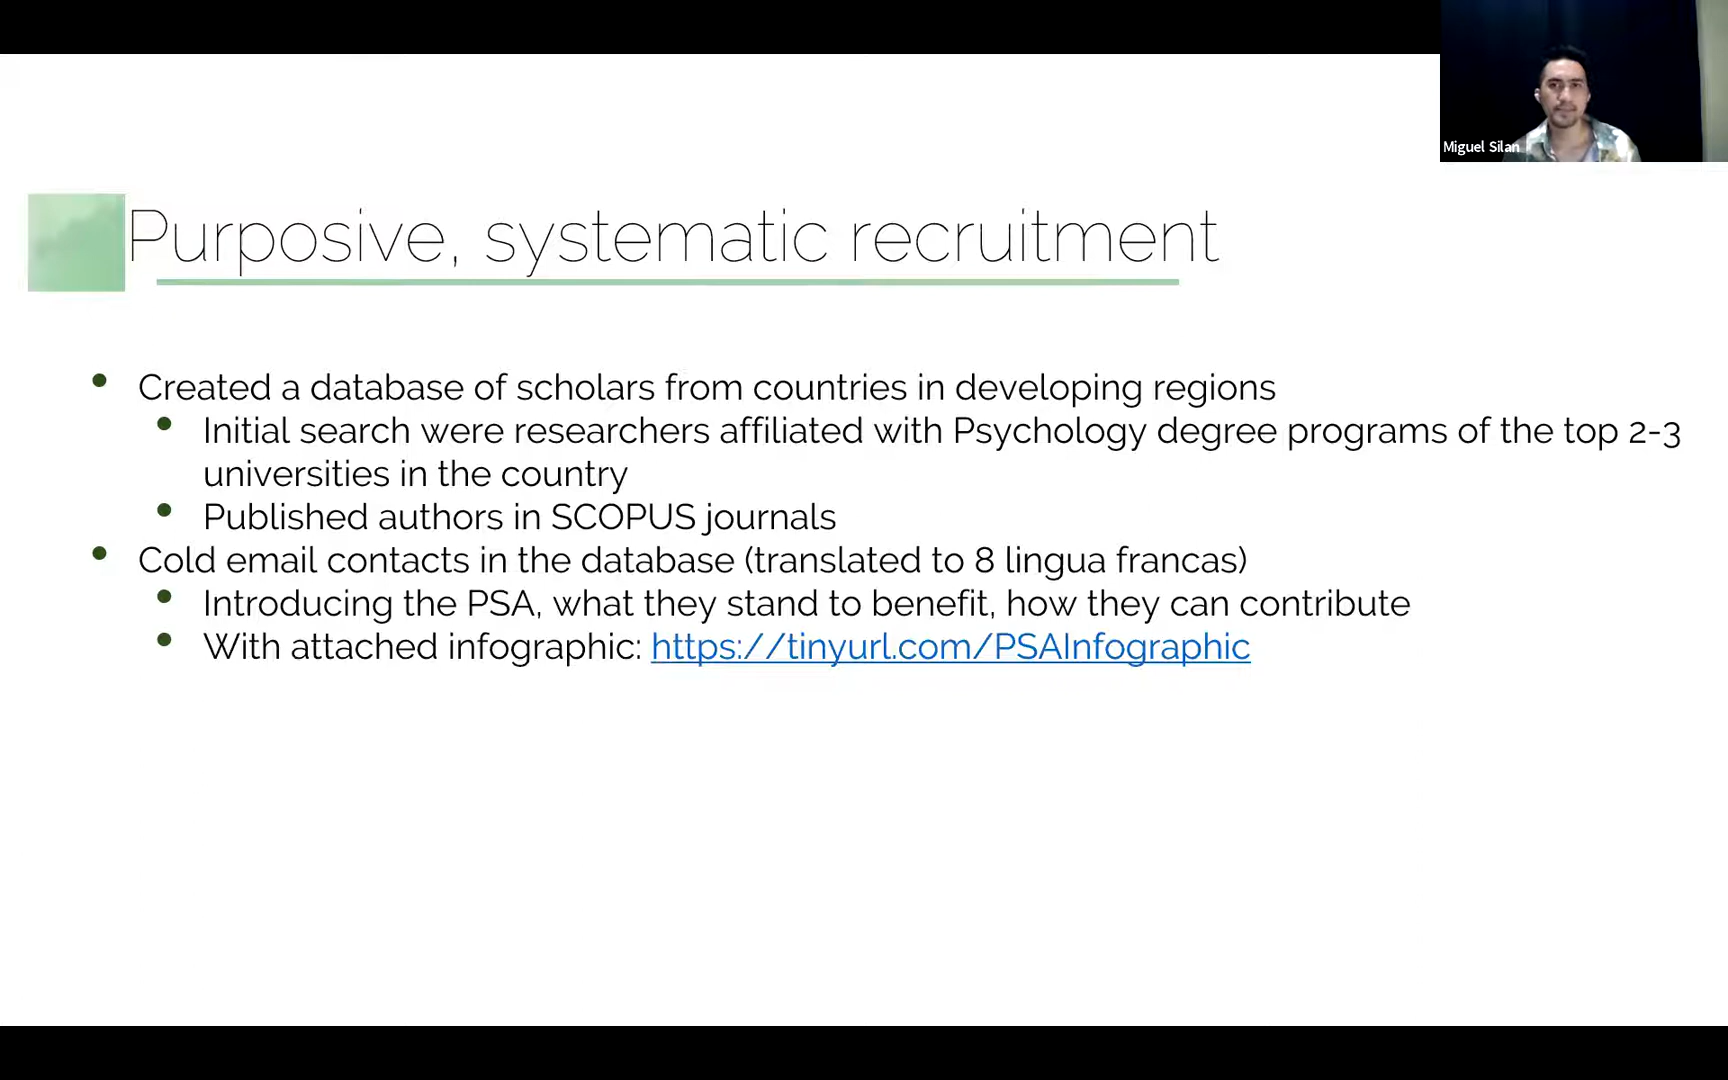 Miguel Silan
Purposive, systematic recruitment
Created a database of scholars from countries in developing regions
Initial search were researchers affiliated with Psychology degree programs of the top 2-3
universities in the country
Published authors in SCOPUS journals
Cold email contacts in the database (translated to 8 lingua francas)
Introducing the PSA, what they stand to benefit, how they can contribute
With attached infographic: https://tinyurl.com/PSAInfographic